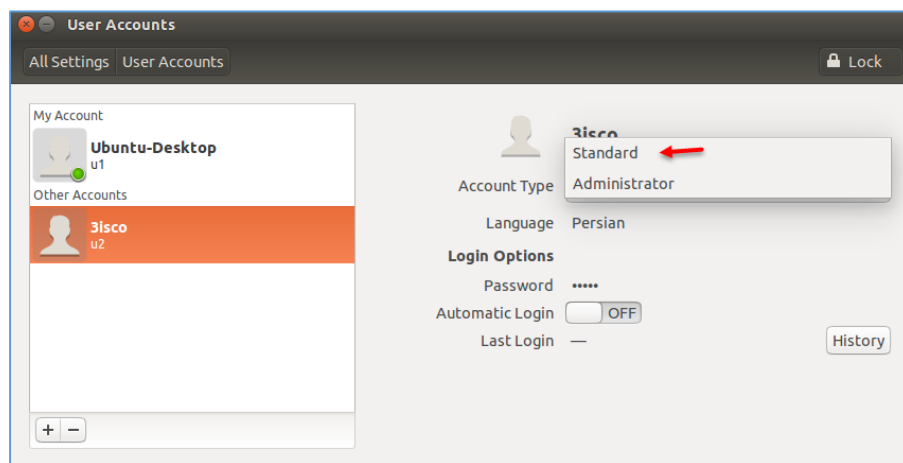 User Accounts
All Settings User Accounts
Lock
My Account
Ubuntu-Desktop
u1
Other Accounts
3isco
u2
3isco
Standard
Account Type Administrator
Language Persian
Login Options
Password •••••
Automatic Login OFF
Last Login —
History
+ −